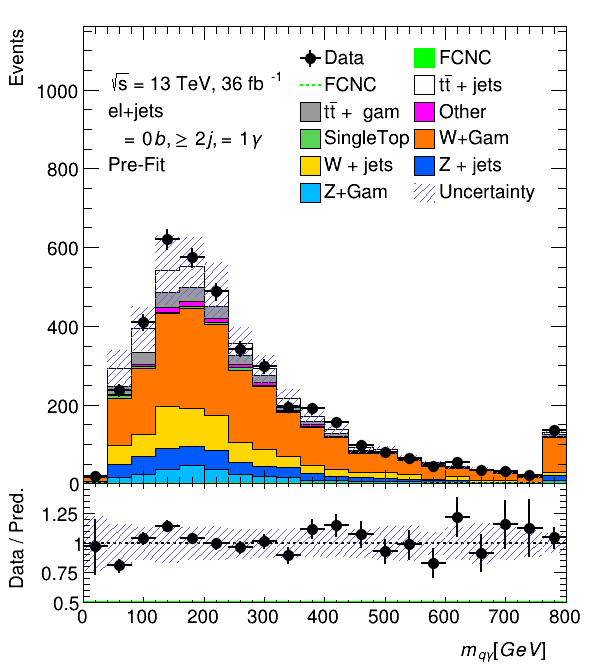 Events
1000
800
600
400
200
0
√s = 13 TeV, 36 fb⁻¹
el+jets
= 0b, ≥ 2j, = 1γ
Pre-Fit
Data
FCNC
FCNC
tt̄ + jets
tt̄ + gam
Other
SingleTop
W+Gam
W + jets
Z + jets
Z+Gam
Uncertainty
Data / Pred.
1.25
1
0.75
0.5
0 100 200 300 400 500 600 700 800
m_qγ[GeV]